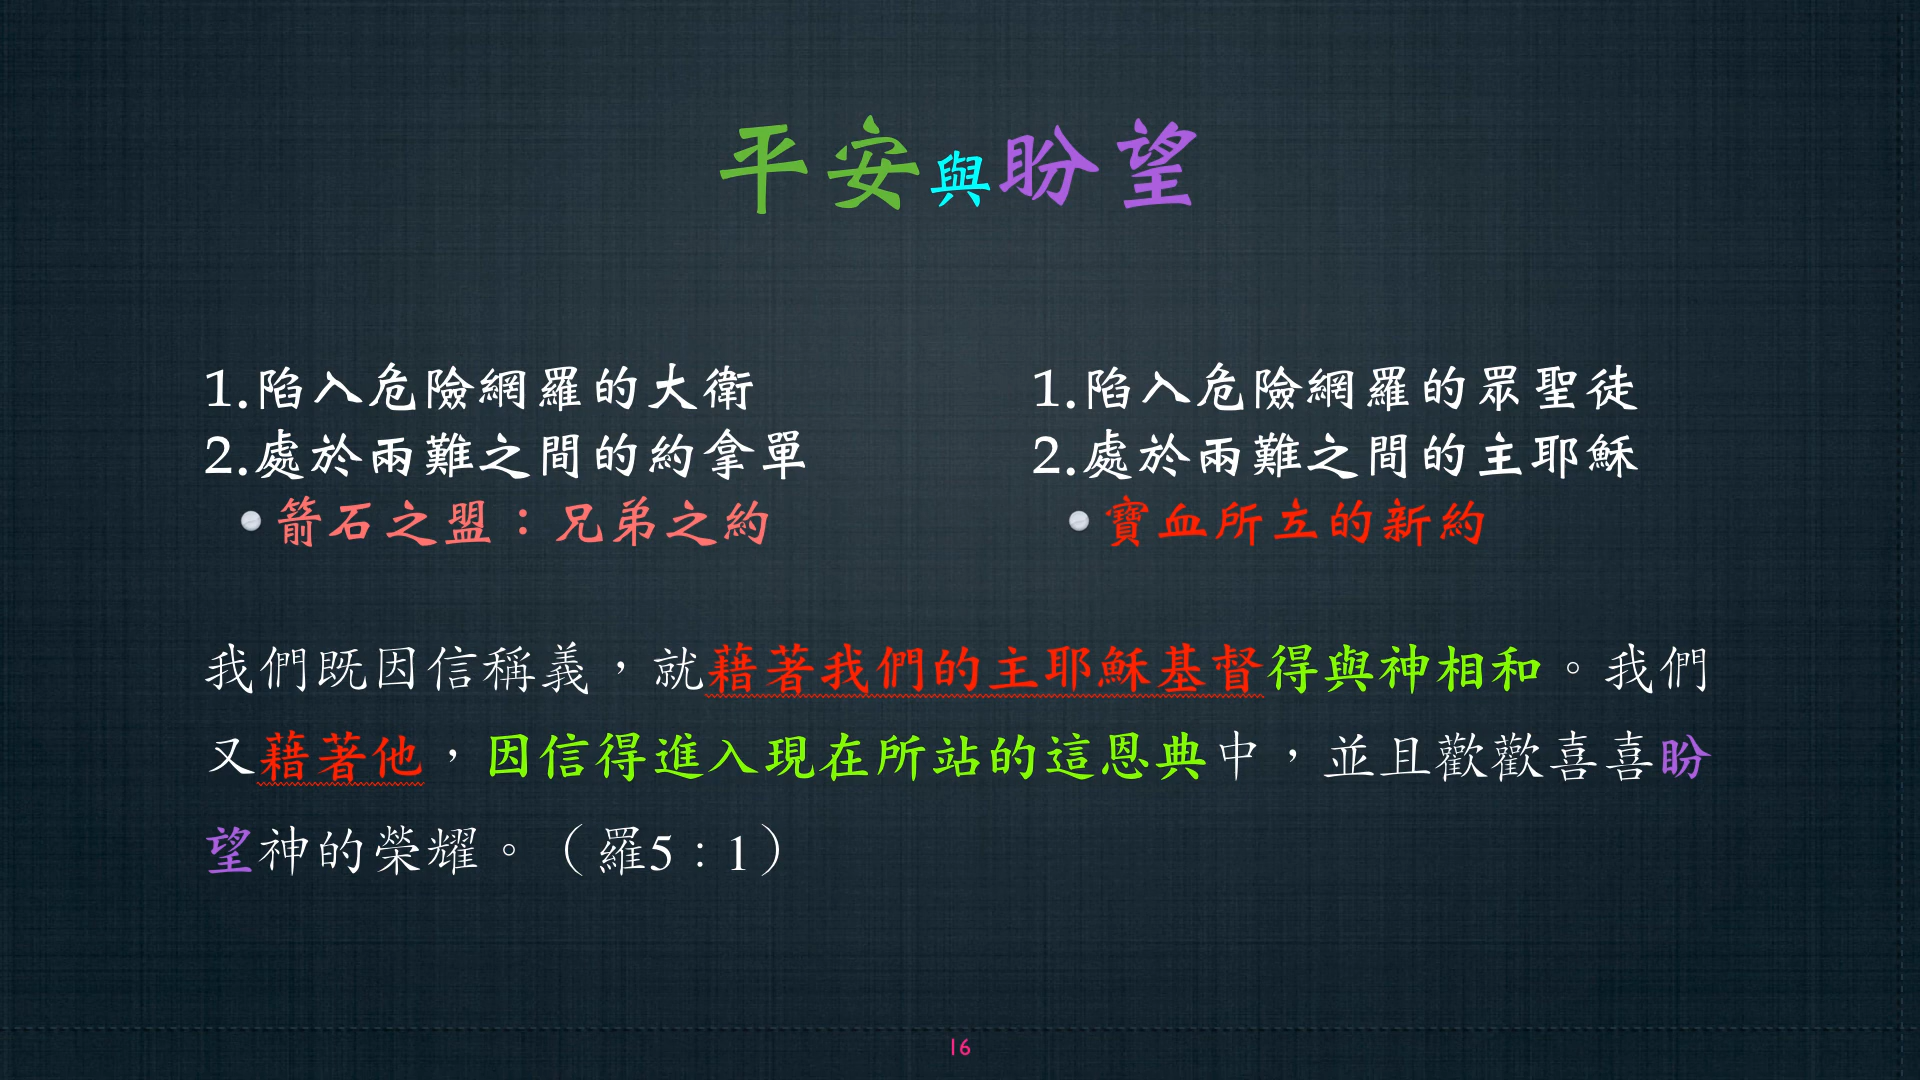 平安與盼望
1.陷入危險網羅的大衛
2.處於兩難之間的約拿單
•箭石之盟：兄弟之約
1.陷入危險網羅的眾聖徒
2.處於兩難之間的主耶穌
•寶血所立的新約
我們既因信稱義，就藉著我們的主耶穌基督得與神相和。我們
又藉著他，因信得進入現在所站的這恩典中，並且歡歡喜喜盼
望神的榮耀。（羅5：1）
16